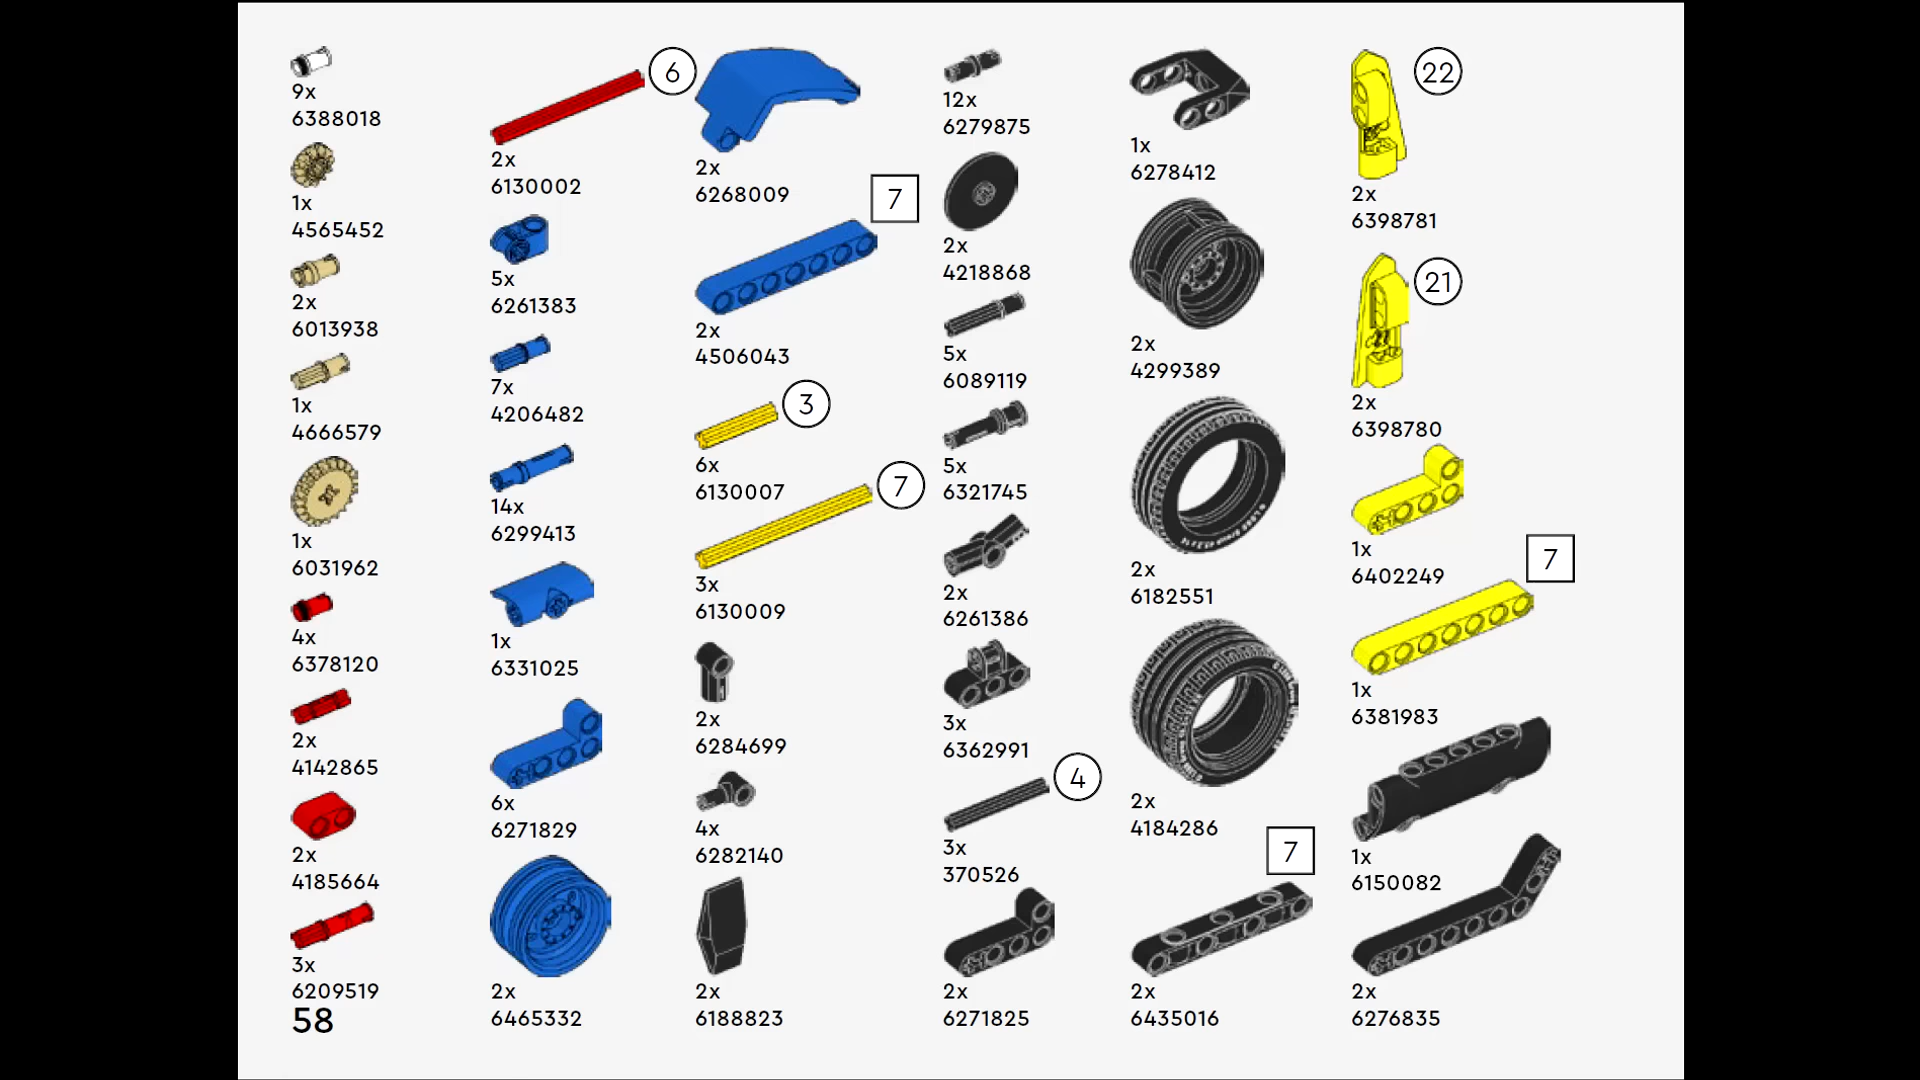 9x
6388018
1x
4565452
2x
6013938
1x
4666579
1x
6031962
4x
6378120
2x
4142865
2x
4185664
3x
6209519
58
6
2x
6130002
5x
6261383
7x
4206482
14x
6299413
1x
6331025
6x
6271829
2x
6465332
2x
6268009
7
2x
4506043
3
6x
6130007
7
3x
6130009
2x
6284699
4x
6282140
2x
6188823
12x
6279875
2x
4218868
5x
6089119
5x
6321745
2x
6261386
3x
6362991
4
3x
370526
2x
6271825
1x
6278412
2x
4299389
2x
6182551
2x
4184286
7
2x
6435016
22
2x
6398781
21
2x
6398780
1x
6402249
7
1x
6381983
1x
6150082
2x
6276835